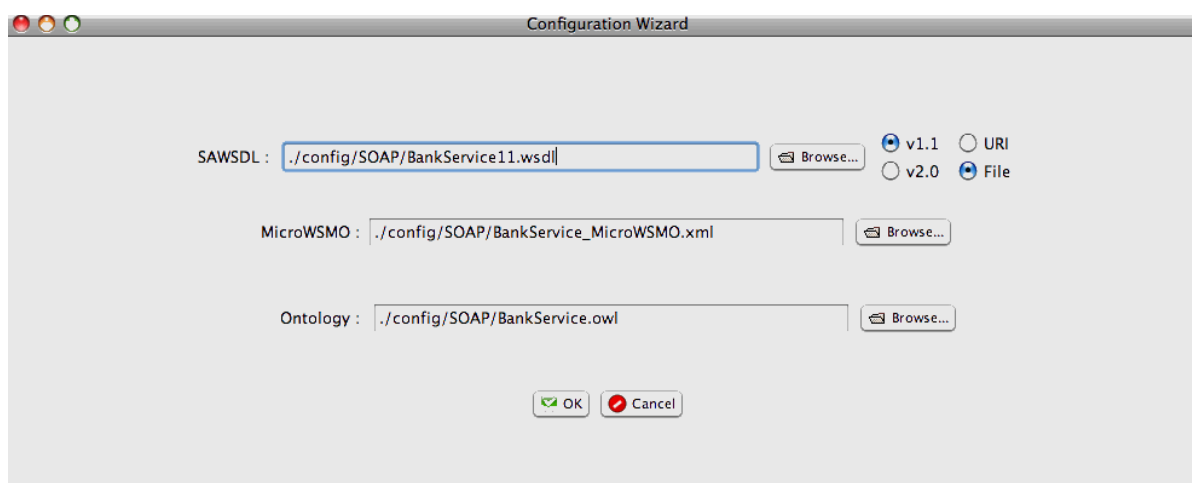 Configuration Wizard
SAWSDL : ./config/SOAP/BankService11.wsdl Browse... v1.1 URI
v2.0 File
MicroWSMO : ./config/SOAP/BankService_MicroWSMO.xml Browse...
Ontology : ./config/SOAP/BankService.owl Browse...
OK Cancel